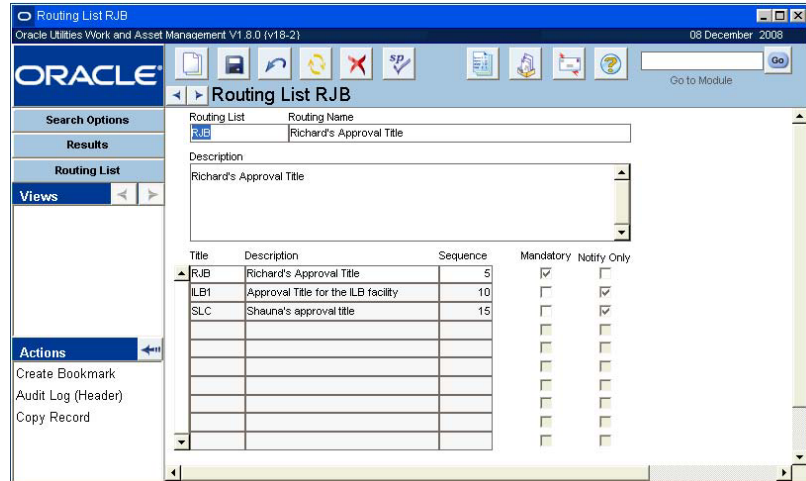 Routing List RJB
Oracle Utilities Work and Asset Management V1.8.0 (v18-2) 08 December 2008
ORACLE
sp
Go
Go to Module
Routing List RJB
Search Options
Results
Routing List
Views
Actions
Create Bookmark
Audit Log (Header)
Copy Record
Routing List Routing Name
RJB Richard's Approval Title
Description
Richard's Approval Title
Title Description Sequence Mandatory Notify Only
RJB Richard's Approval Title 5
ILB1 Approval Title for the ILB facility 10
SLC Shauna's approval title 15